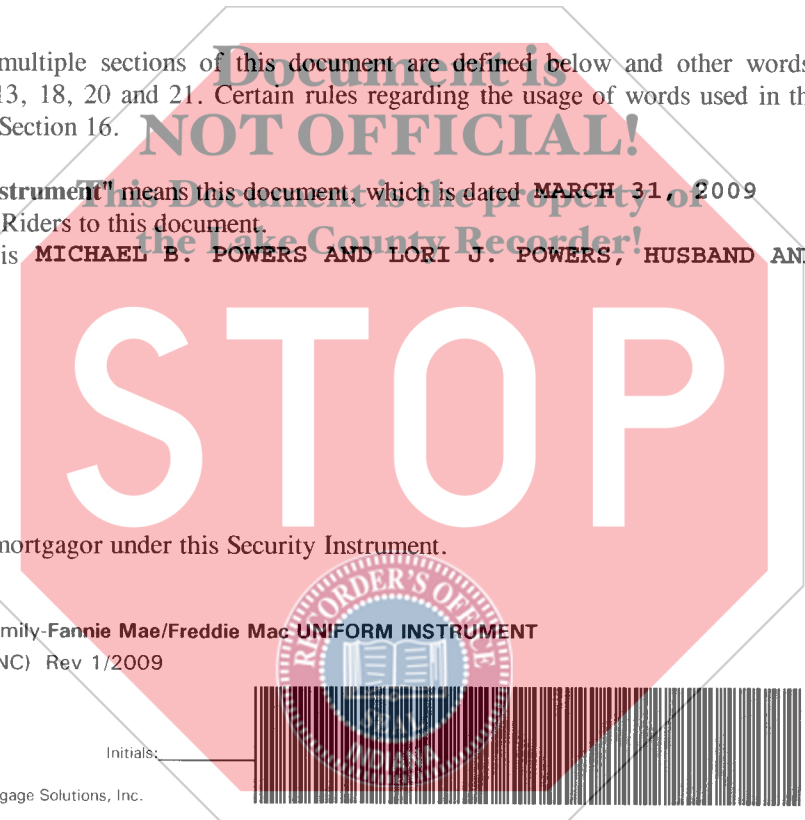 multiple sections of this document are defined below and other words
Document is
13, 18, 20 and 21. Certain rules regarding the usage of words used in th
Section 16.
NOT OFFICIAL!
strument" means this document, which is dated MARCH 31, 2009
This Document is the property of
Riders to this document.
the Lake County Recorder!
is MICHAEL B. POWERS AND LORI J. POWERS, HUSBAND AN
STOP
mortgagor under this Security Instrument.
RECORDER'S OFFICE
mily-Fannie Mae/Freddie Mac UNIFORM INSTRUMENT
NC) Rev 1/2009
SEAL
INDIANA
Initials:
gage Solutions, Inc.